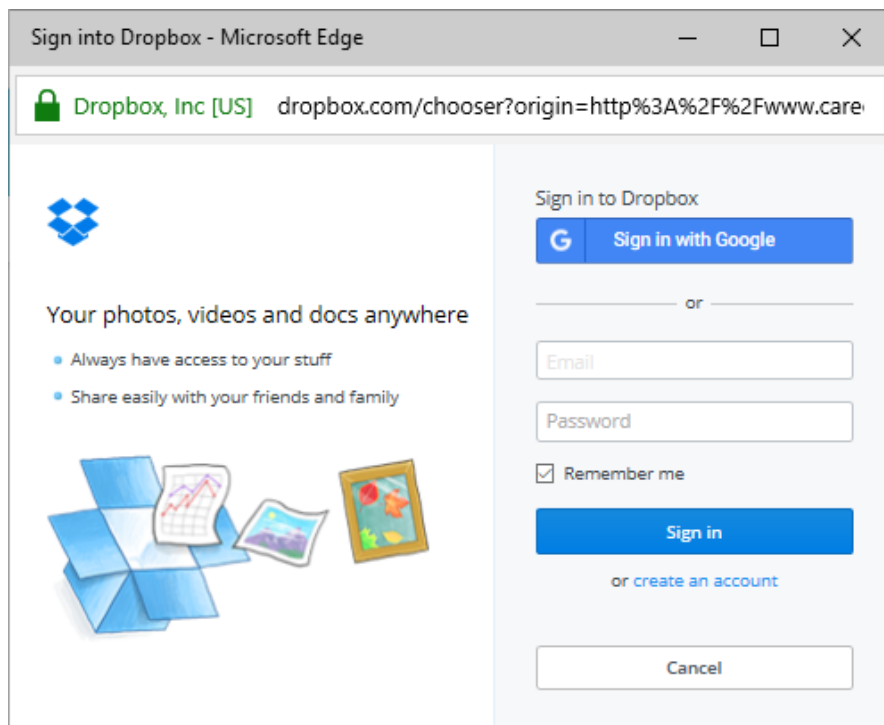 Sign into Dropbox - Microsoft Edge
Dropbox, Inc [US] dropbox.com/chooser?origin=http%3A%2F%2Fwww.care
Your photos, videos and docs anywhere
Always have access to your stuff
Share easily with your friends and family
Sign in to Dropbox
G Sign in with Google
or
Email
Password
Remember me
Sign in
or create an account
Cancel